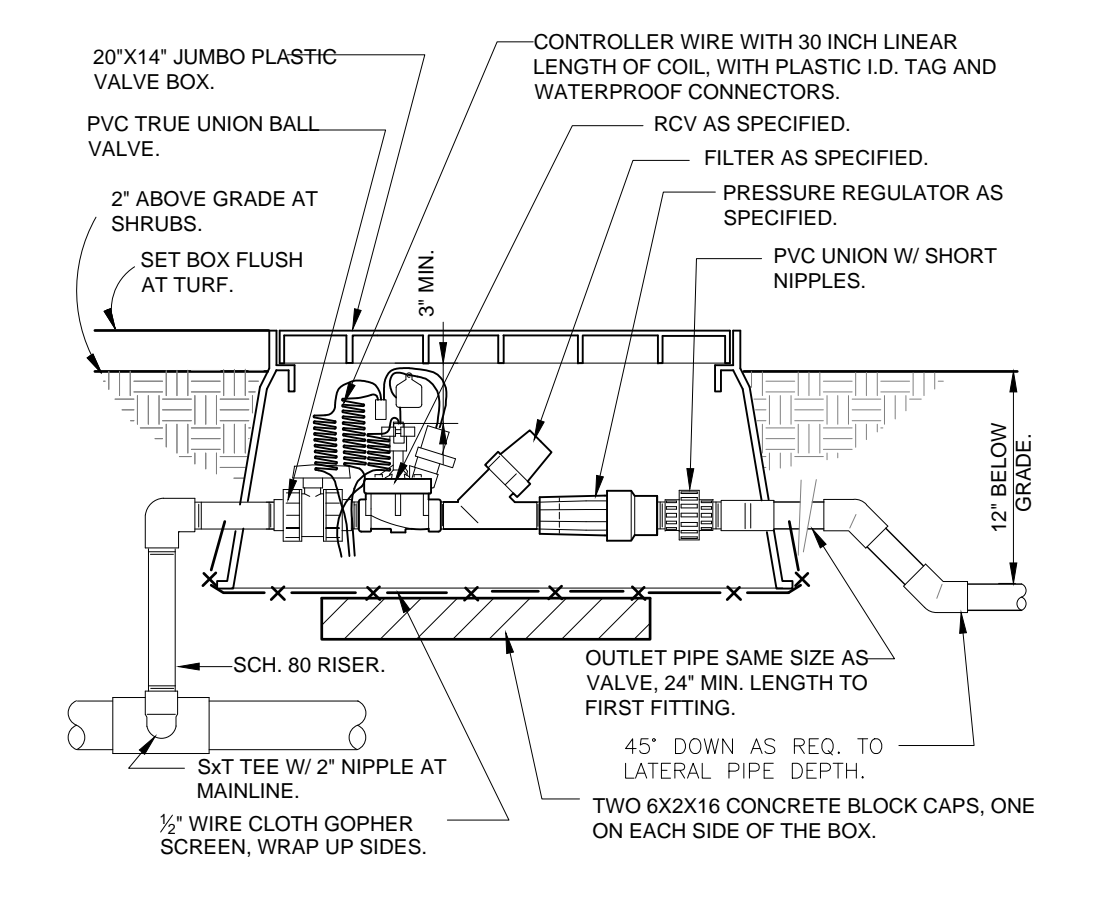 20"X14" JUMBO PLASTIC
VALVE BOX.
CONTROLLER WIRE WITH 30 INCH LINEAR
LENGTH OF COIL, WITH PLASTIC I.D. TAG AND
WATERPROOF CONNECTORS.
PVC TRUE UNION BALL
VALVE.
RCV AS SPECIFIED.
FILTER AS SPECIFIED.
2" ABOVE GRADE AT
SHRUBS.
PRESSURE REGULATOR AS
SPECIFIED.
SET BOX FLUSH
AT TURF.
3" MIN.
PVC UNION W/ SHORT
NIPPLES.
12" BELOW
GRADE.
SCH. 80 RISER.
OUTLET PIPE SAME SIZE AS
VALVE, 24" MIN. LENGTH TO
FIRST FITTING.
45° DOWN AS REQ. TO
LATERAL PIPE DEPTH.
SxT TEE W/ 2" NIPPLE AT
MAINLINE.
½" WIRE CLOTH GOPHER
SCREEN, WRAP UP SIDES.
TWO 6X2X16 CONCRETE BLOCK CAPS, ONE
ON EACH SIDE OF THE BOX.